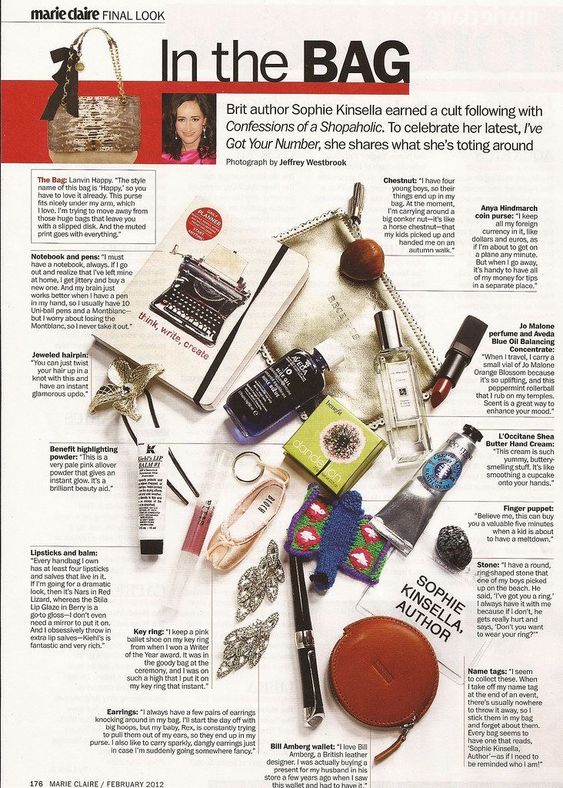 marie claire FINAL LOOK
In the BAG
Brit author Sophie Kinsella earned a cult following with
Confessions of a Shopaholic. To celebrate her latest, I've
Got Your Number, she shares what she's toting around
Photograph by Jeffrey Westbrook
The Bag: Lanvin Happy. "The style
name of this bag is 'Happy,' so you
have to love it already. This purse
fits nicely under my arm, which
I love. I'm trying to move away from
those huge bags that leave you
with a slipped disk. And the muted
print goes with everything."
Notebook and pens: "I must
have a notebook, always. If I go
out and realize that I've left mine
at home, I get jittery and buy a
new one. And my brain just
works better when I have a pen
in my hand, so I usually have 10
Uni-ball pens and a Montblanc—
but I worry about losing the
Montblanc, so I never take it out."
Jeweled hairpin:
"You can just twist
your hair up in a
knot with this and
have an instant
glamorous updo."
Benefit highlighting
powder: "This is a
very pale pink allover
powder that gives an
instant glow. It's a
brilliant beauty aid."
Lipsticks and balm:
"Every handbag I own
has at least four lipsticks
and salves that live in it.
If I'm going for a dramatic
look, then it's Nars in Red
Lizard, whereas the Stila
Lip Glaze in Berry is a
go-to gloss—I don't even
need a mirror to put it on.
And I obsessively throw in
extra lip salves—Kiehl's is
fantastic and very rich."
Key ring: "I keep a pink
ballet shoe on my key ring
from when I won a Writer
of the Year award. It was in
the goody bag at the
ceremony, and I was on
such a high that I put it on
my key ring that instant."
Earrings: "I always have a few pairs of earrings
knocking around in my bag. I'll start the day off with
big hoops, but my baby, Rex, is constantly trying
to pull them out of my ears, so they end up in my
purse. I also like to carry sparkly, dangly earrings just
in case I'm suddenly going somewhere fancy."
Bill Amberg wallet: "I love Bill
Amberg, a British leather
designer. I was actually buying a
present for my husband in his
store a few years ago when I saw
this wallet and had to have it."
Chestnut: "I have four
young boys, so their
things end up in my
bag. At the moment,
I'm carrying around a
big conker nut—it's like
a horse chestnut—that
my kids picked up and
handed me on an
autumn walk."
Anya Hindmarch
coin purse: "I keep
all my foreign
currency in it, like
dollars and euros, as
if I'm about to get on
a plane any minute.
But when I go away,
it's handy to have all
of my money for tips
in a separate place."
Jo Malone
perfume and Aveda
Blue Oil Balancing
Concentrate:
"When I travel, I carry a
small vial of Jo Malone
Orange Blossom because
it's so uplifting, and this
peppermint rollerball
that I rub on my temples.
Scent is a great way to
enhance your mood."
L'Occitane Shea
Butter Hand Cream:
"This cream is such
yummy, buttery-
smelling stuff. It's like
smoothing a cupcake
onto your hands."
Finger puppet:
"Believe me, this can buy
you a valuable five minutes
when a kid is about
to have a meltdown."
Stone: "I have a round,
ring-shaped stone that
one of my boys picked
up on the beach. He
said, 'I've got you a ring.'
I always have it with me
because if I don't, he
gets really hurt and
says, 'Don't you want
to wear your ring?'"
Name tags: "I seem
to collect these. When
I take off my name tag
at the end of an event,
there's usually nowhere
to throw it away, so I
stick them in my bag
and forget about them.
Every bag seems to
have one that reads,
'Sophie Kinsella,
Author'—as if I need to
be reminded who I am!"
PLANNER
think, write, create
benefit
dandelion
Kiehl's LIP
BALM #1
stila
BLOCH
SOPHIE
KINSELLA,
AUTHOR
176 MARIE CLAIRE / FEBRUARY 2012